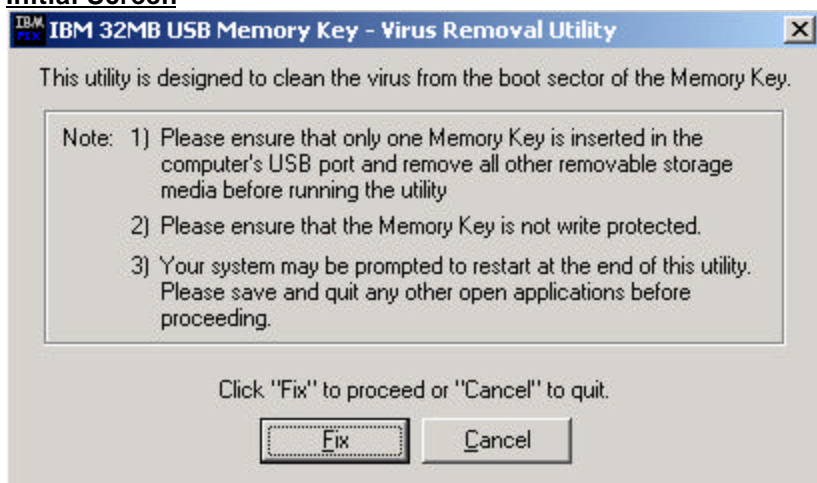 Initial Screen
IBM FIX IBM 32MB USB Memory Key - Virus Removal Utility
This utility is designed to clean the virus from the boot sector of the Memory Key.
Note: 1) Please ensure that only one Memory Key is inserted in the
computer's USB port and remove all other removable storage
media before running the utility
2) Please ensure that the Memory Key is not write protected.
3) Your system may be prompted to restart at the end of this utility.
Please save and quit any other open applications before
proceeding.
Click "Fix" to proceed or "Cancel" to quit.
Fix Cancel